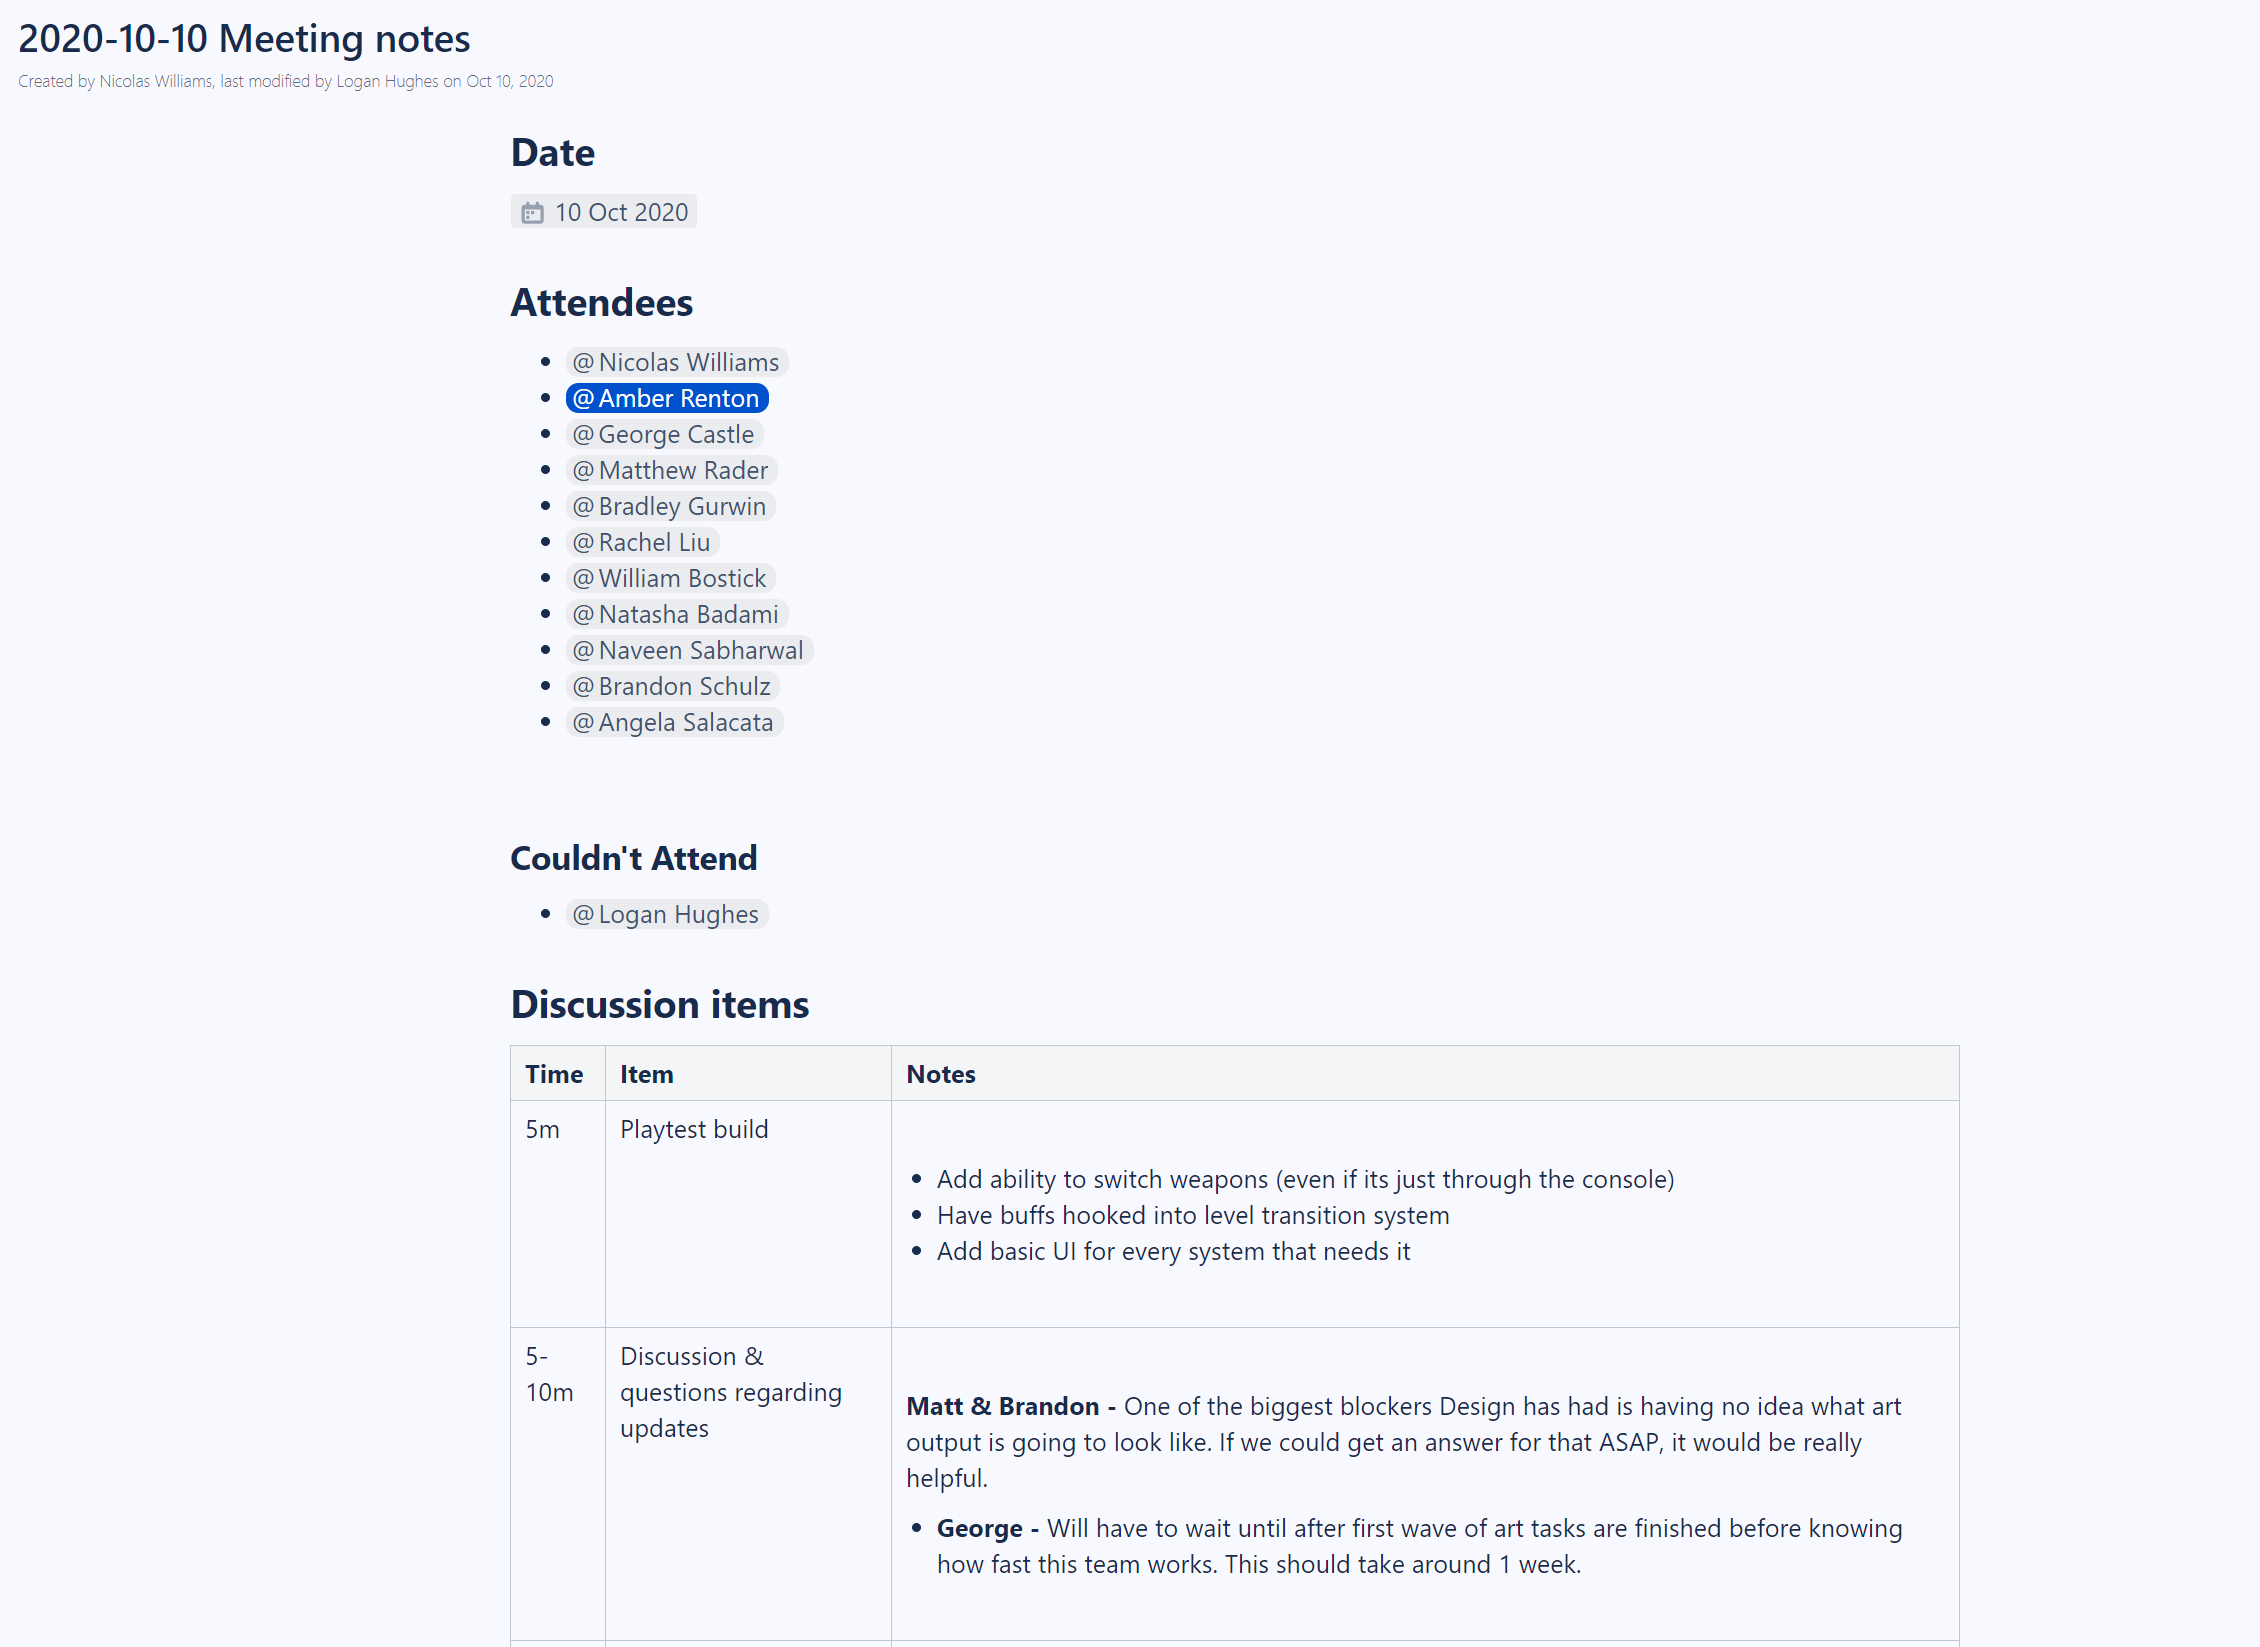 2020-10-10 Meeting notes
Created by Nicolas Williams, last modified by Logan Hughes on Oct 10, 2020
Date
10 Oct 2020
Attendees
@Nicolas Williams
@Amber Renton
@George Castle
@Matthew Rader
@Bradley Gurwin
@Rachel Liu
@William Bostick
@Natasha Badami
@Naveen Sabharwal
@Brandon Schulz
@Angela Salacata
Couldn't Attend
@Logan Hughes
Discussion items
Time Item Notes
5m Playtest build
Add ability to switch weapons (even if its just through the console)
Have buffs hooked into level transition system
Add basic UI for every system that needs it
5-
10m
Discussion &
questions regarding
updates
Matt & Brandon - One of the biggest blockers Design has had is having no idea what art
output is going to look like. If we could get an answer for that ASAP, it would be really
helpful.
George - Will have to wait until after first wave of art tasks are finished before knowing
how fast this team works. This should take around 1 week.